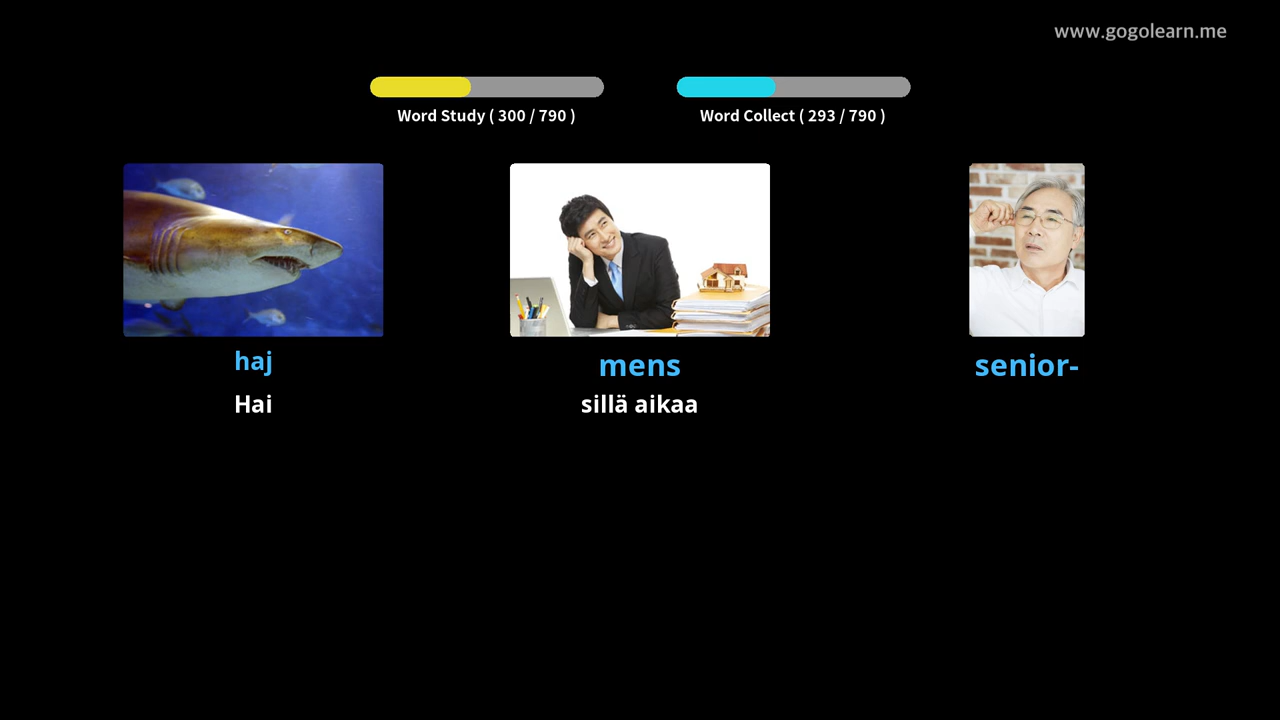 www.gogolearn.me
Word Study ( 300 / 790 )
Word Collect ( 293 / 790 )
haj
mens
senior-
Hai
sillä aikaa